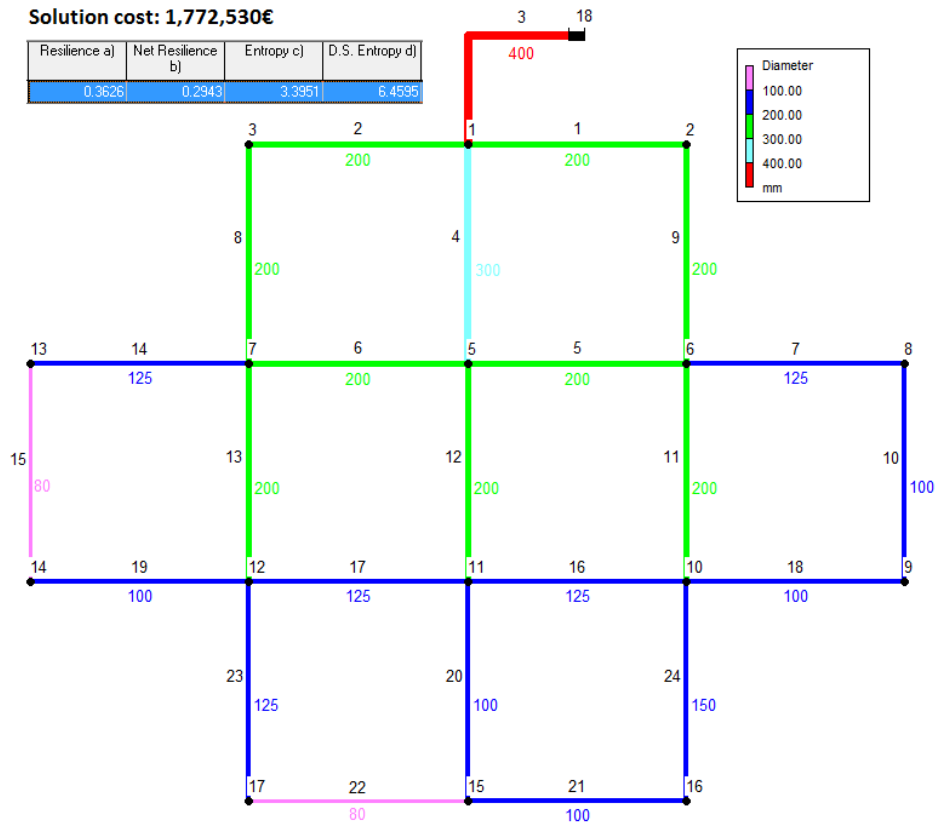 Solution cost: 1,772,530€
3 18
400
Resilience a) Net Resilience b) Entropy c) D.S. Entropy d)
0.3626 0.2943 3.3951 6.4595
Diameter
100.00
200.00
300.00
400.00
mm
3 2 1 1 2
200 200
8 4 9
200 300 200
13 14 7 6 5 5 6 7 8
125 200 200 125
15 13 12 11 10
80 200 200 200 100
14 19 12 17 11 16 10 18 9
100 125 125 100
23 20 24
125 100 150
17 22 15 21 16
80 100